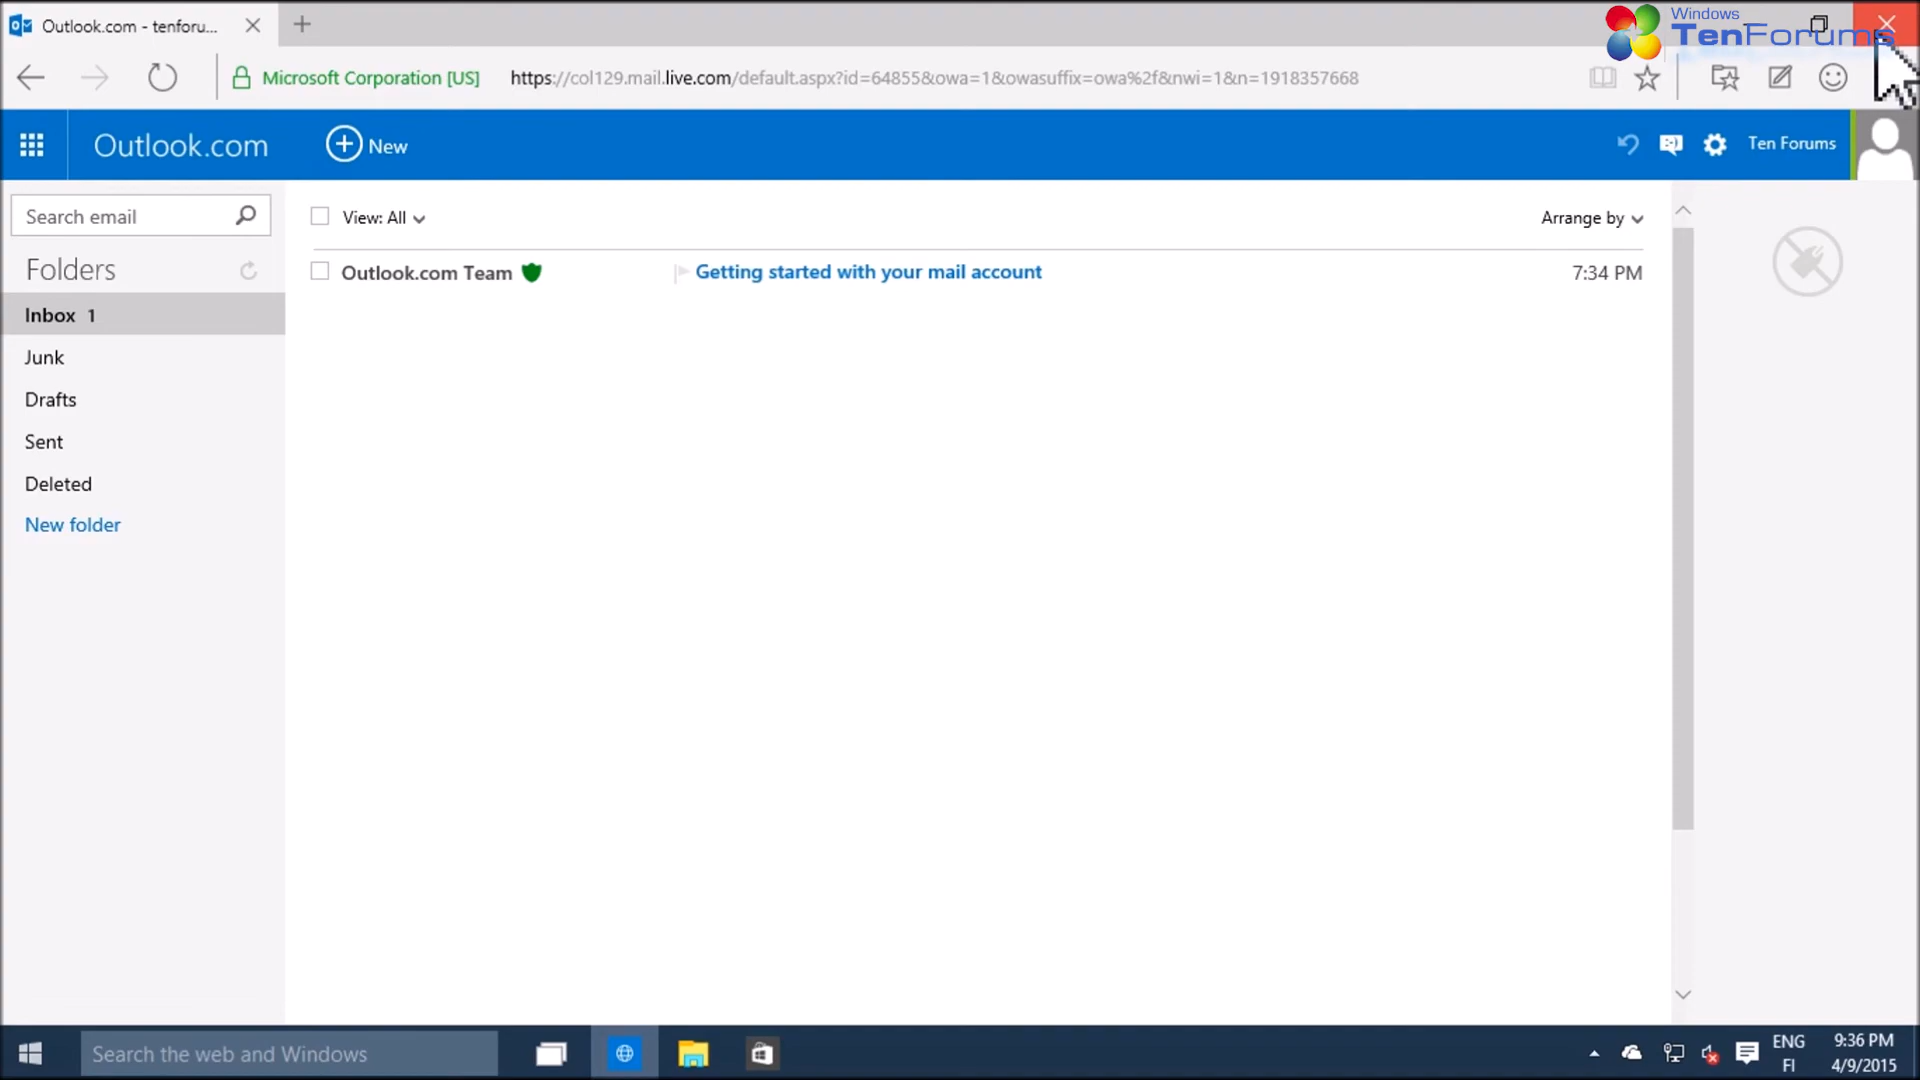 Outlook.com - tenforu...
Windows
TenForums
Microsoft Corporation [US]
https://col129.mail.live.com/default.aspx?id=64855&owa=1&owasuffix=owa%2f&nwi=1&n=1918357668
Outlook.com
New
Ten Forums
Search email
View: All
Arrange by
Folders
Outlook.com Team
Getting started with your mail account
7:34 PM
Inbox 1
Junk
Drafts
Sent
Deleted
New folder
Search the web and Windows
ENG
FI
9:36 PM
4/9/2015